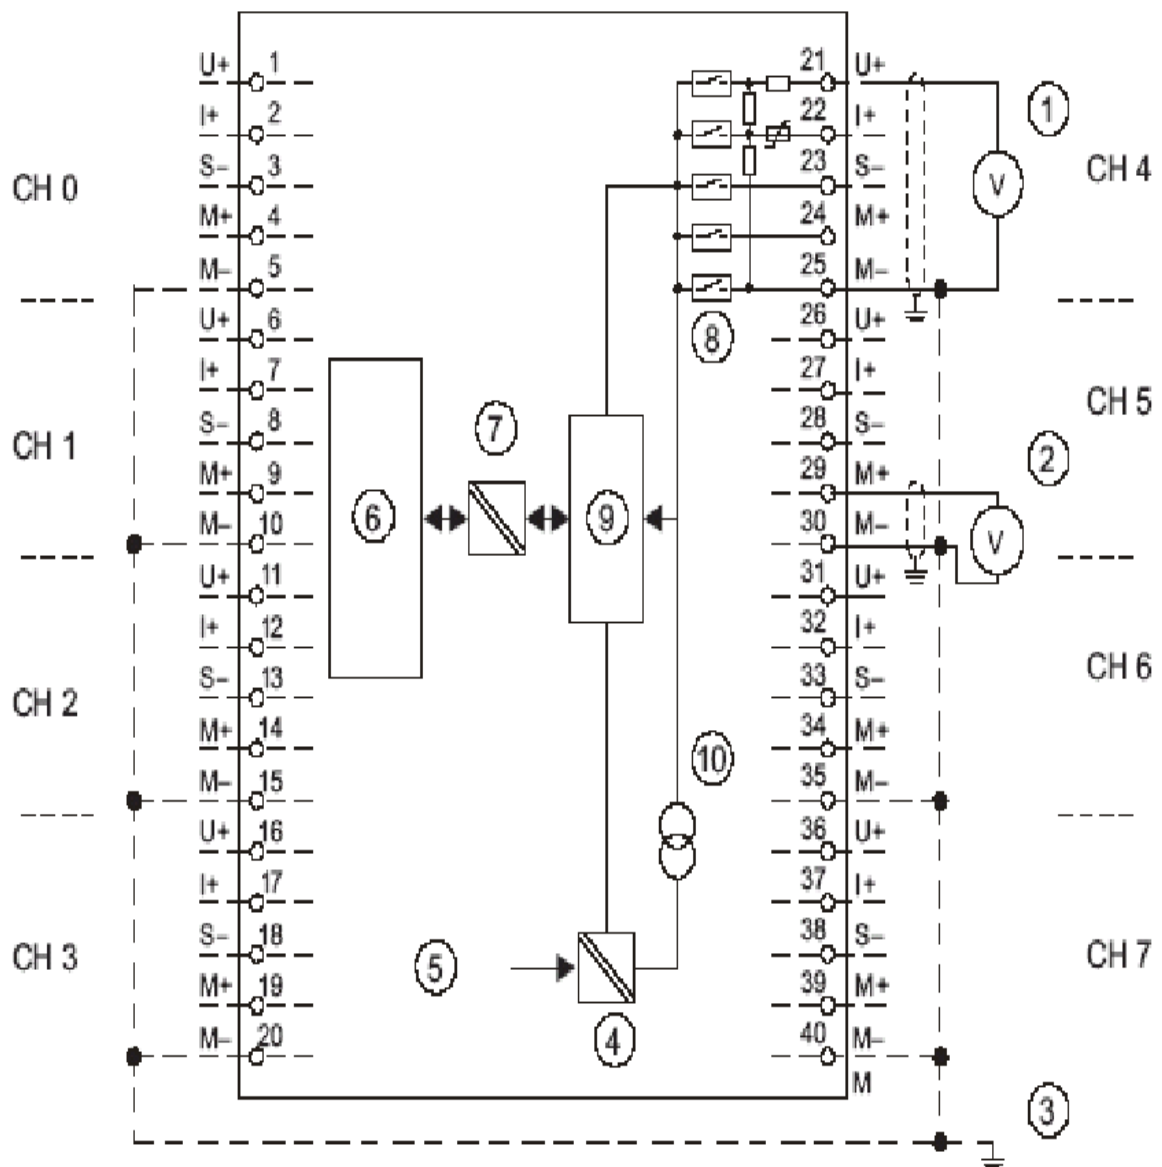 U+ 1 21 U+
①
I+ 2 22 I+
CH 0 S– 3 23 S– V CH 4
M+ 4 24 M+
M– 5 25 M–
U+ 6 ⑧ 26 U+
I+ 7 27 I+
CH 1 S– 8 ⑦ 28 S– CH 5
②
M+ 9 29 M+
M– 10 ⑥ ⑨ 30 M– V
U+ 11 31 U+
I+ 12 32 I+
CH 2 S– 13 33 S– CH 6
M+ 14 34 M+
⑩
M– 15 35 M–
U+ 16 36 U+
I+ 17 37 I+
CH 3 S– 18 ⑤ 38 S– CH 7
M+ 19 39 M+
④
M– 20 40 M–
M
③